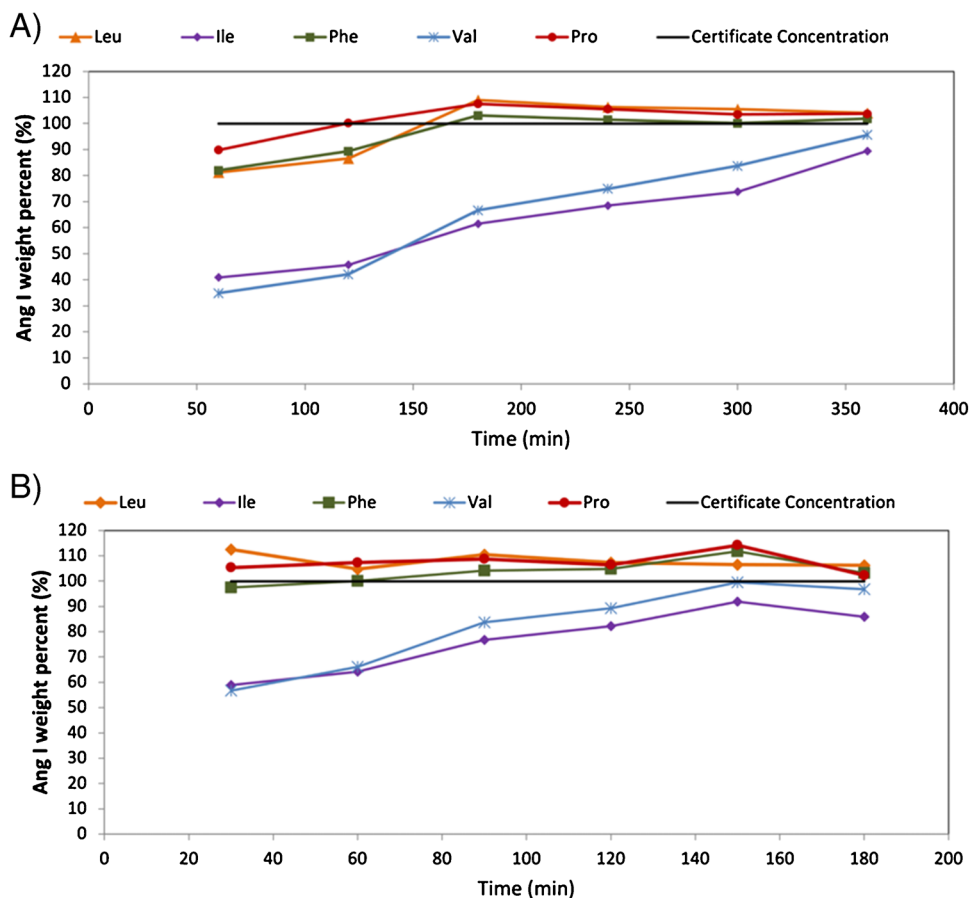 A)
Leu Ile Phe Val Pro Certificate Concentration
120
110
100
90
80
70
60
50
40
30
20
10
0
Ang I weight percent (%)
0 50 100 150 200 250 300 350 400
Time (min)
B)
Leu Ile Phe Val Pro Certificate Concentration
120
110
100
90
80
70
60
50
40
30
20
10
0
Ang I weight percent (%)
0 20 40 60 80 100 120 140 160 180 200
Time (min)